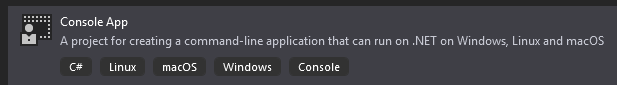 Console App
A project for creating a command-line application that can run on .NET on Windows, Linux and macOS
C# Linux macOS Windows Console